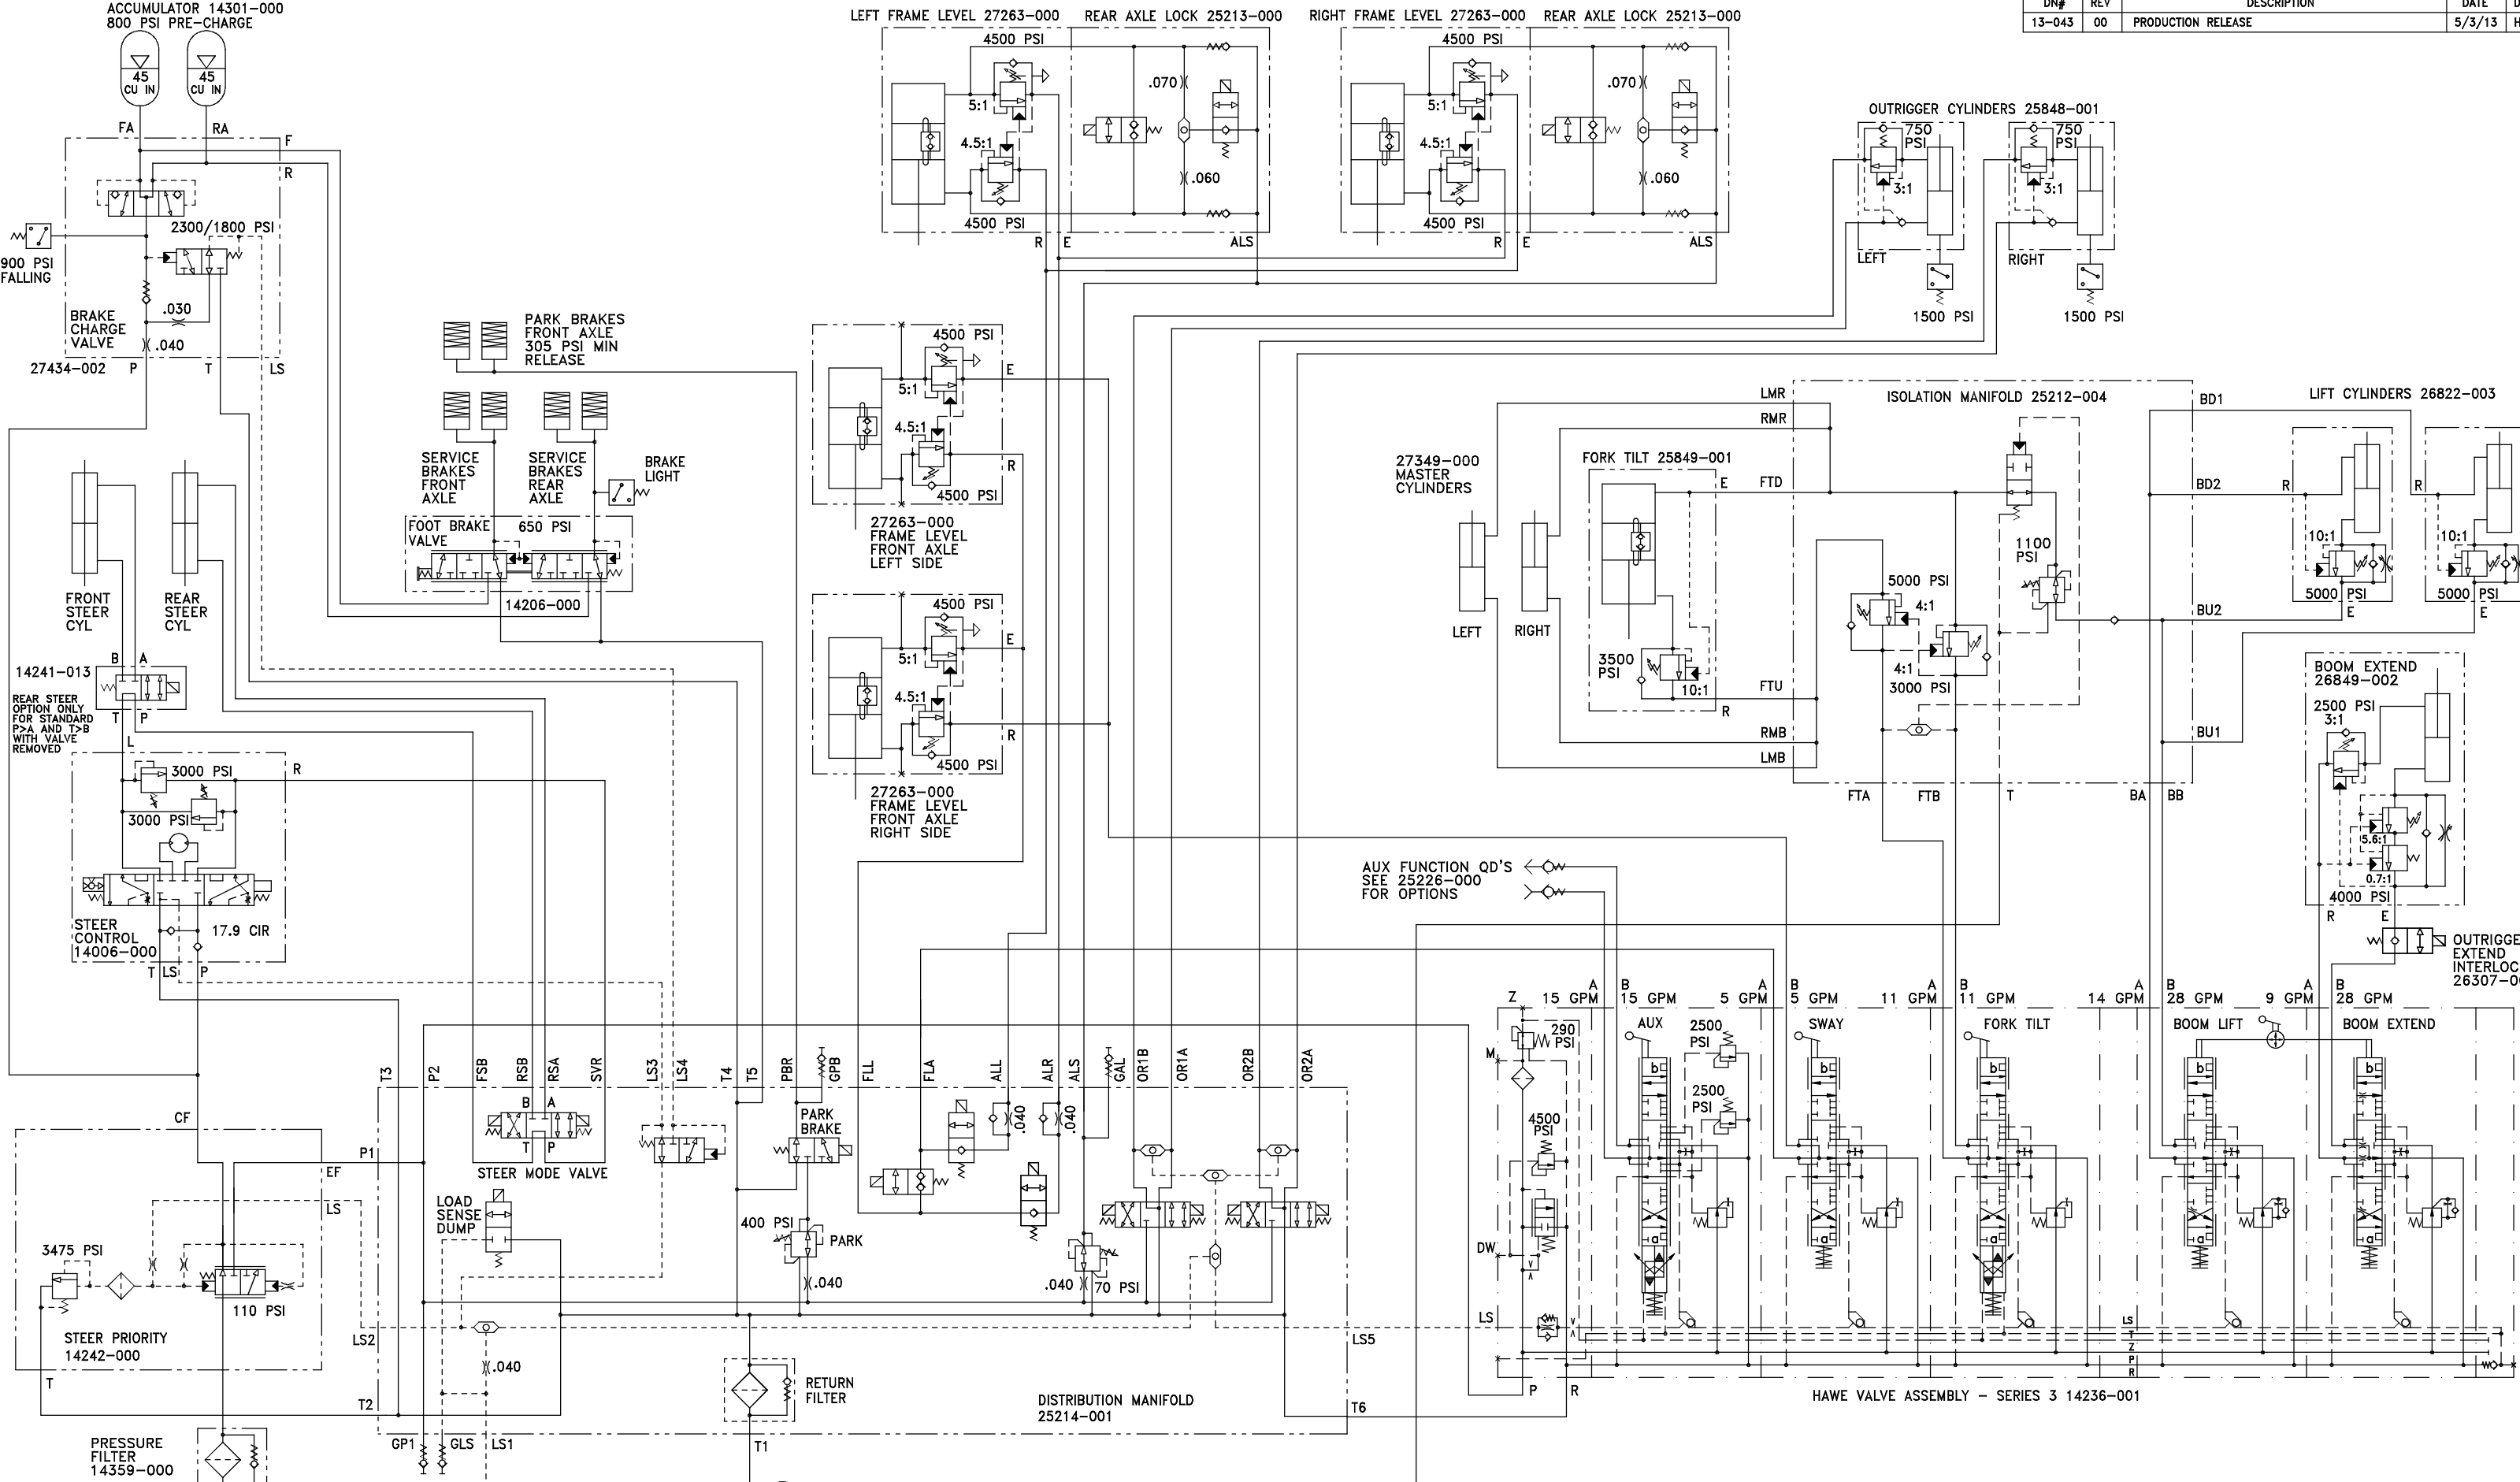 ACCUMULATOR 14301-000
800 PSI PRE-CHARGE
45
CU IN
45
CU IN
FA
RA
F
R
2300/1800 PSI
900 PSI
FALLING
.030
BRAKE
CHARGE
VALVE
.040
27434-002
P
T
LS
LEFT FRAME LEVEL 27263-000
REAR AXLE LOCK 25213-000
4500 PSI
5:1
4.5:1
4500 PSI
.070
.060
R
E
ALS
RIGHT FRAME LEVEL 27263-000
REAR AXLE LOCK 25213-000
4500 PSI
5:1
4.5:1
4500 PSI
.070
.060
R
E
ALS
DN#
REV
DESCRIPTION
DATE
13-043
00
PRODUCTION RELEASE
5/3/13
OUTRIGGER CYLINDERS 25848-001
750
PSI
3:1
LEFT
1500 PSI
750
PSI
3:1
RIGHT
1500 PSI
PARK BRAKES
FRONT AXLE
305 PSI MIN
RELEASE
SERVICE
BRAKES
FRONT
AXLE
SERVICE
BRAKES
REAR
AXLE
BRAKE
LIGHT
FOOT BRAKE
VALVE
650 PSI
14206-000
FRONT
STEER
CYL
REAR
STEER
CYL
14241-013
B
A
T
P
REAR STEER
OPTION ONLY
FOR STANDARD
P>A AND T>B
WITH VALVE
REMOVED
L
R
3000 PSI
3000 PSI
STEER
CONTROL
14006-000
17.9 CIR
T
LS
P
4500 PSI
E
5:1
4.5:1
R
4500 PSI
27263-000
FRAME LEVEL
FRONT AXLE
LEFT SIDE
4500 PSI
E
5:1
4.5:1
R
4500 PSI
27263-000
FRAME LEVEL
FRONT AXLE
RIGHT SIDE
27349-000
MASTER
CYLINDERS
LEFT
RIGHT
FORK TILT 25849-001
E
3500
PSI
10:1
R
LMR
RMR
FTD
FTU
RMB
LMB
ISOLATION MANIFOLD 25212-004
1100
PSI
5000 PSI
4:1
4:1
3000 PSI
FTA
FTB
T
BA
BB
BD1
BD2
BU2
BU1
LIFT CYLINDERS 26822-003
R
10:1
5000 PSI
E
R
10:1
5000 PSI
E
BOOM EXTEND
26849-002
2500 PSI
3:1
5.6:1
0.7:1
4000 PSI
R
E
EXTEND
AUX FUNCTION QD'S
SEE 25226-000
FOR OPTIONS
CF
P1
EF
LS
3475 PSI
110 PSI
STEER PRIORITY
14242-000
T
LS2
T2
PRESSURE
FILTER
14359-000
T3
P2
FSB
RSB
RSA
SVR
LS3
LS4
T4
T5
PBR
GPB
FLL
FLA
ALL
ALR
ALS
GAL
OR1B
OR1A
OR2B
OR2A
B
A
T
P
STEER MODE VALVE
PARK
BRAKE
.040
.040
LOAD
SENSE
DUMP
400 PSI
PARK
.040
.040
70 PSI
.040
RETURN
FILTER
DISTRIBUTION MANIFOLD
25214-001
LS5
T6
GP1
GLS
LS1
T1
Z
15 GPM
A
B
15 GPM
5 GPM
A
B
5 GPM
11 GPM
A
B
11 GPM
14 GPM
A
B
28 GPM
9 GPM
A
B
28 GPM
290
PSI
M
4500
PSI
DW
LS
P
R
AUX
2500
PSI
2500
PSI
b
a
SWAY
b
a
FORK TILT
b
a
BOOM LIFT
b
a
BOOM EXTEND
b
a
LS
T
Z
P
R
HAWE VALVE ASSEMBLY - SERIES 3 14236-001